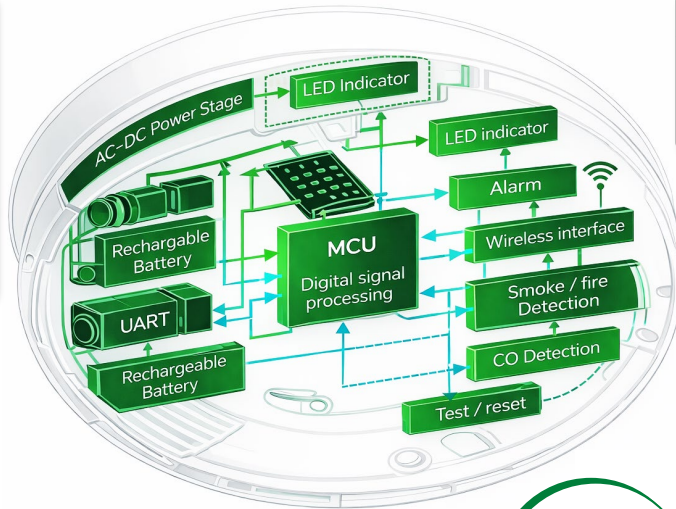 LED Indicator
AC-DC Power Stage
LED indicator
Alarm
Rechargable
Battery
MCU
Digital signal
processing
Wireless interface
UART
Smoke / fire
Detection
Rechargeable
Battery
CO Detection
Test / reset